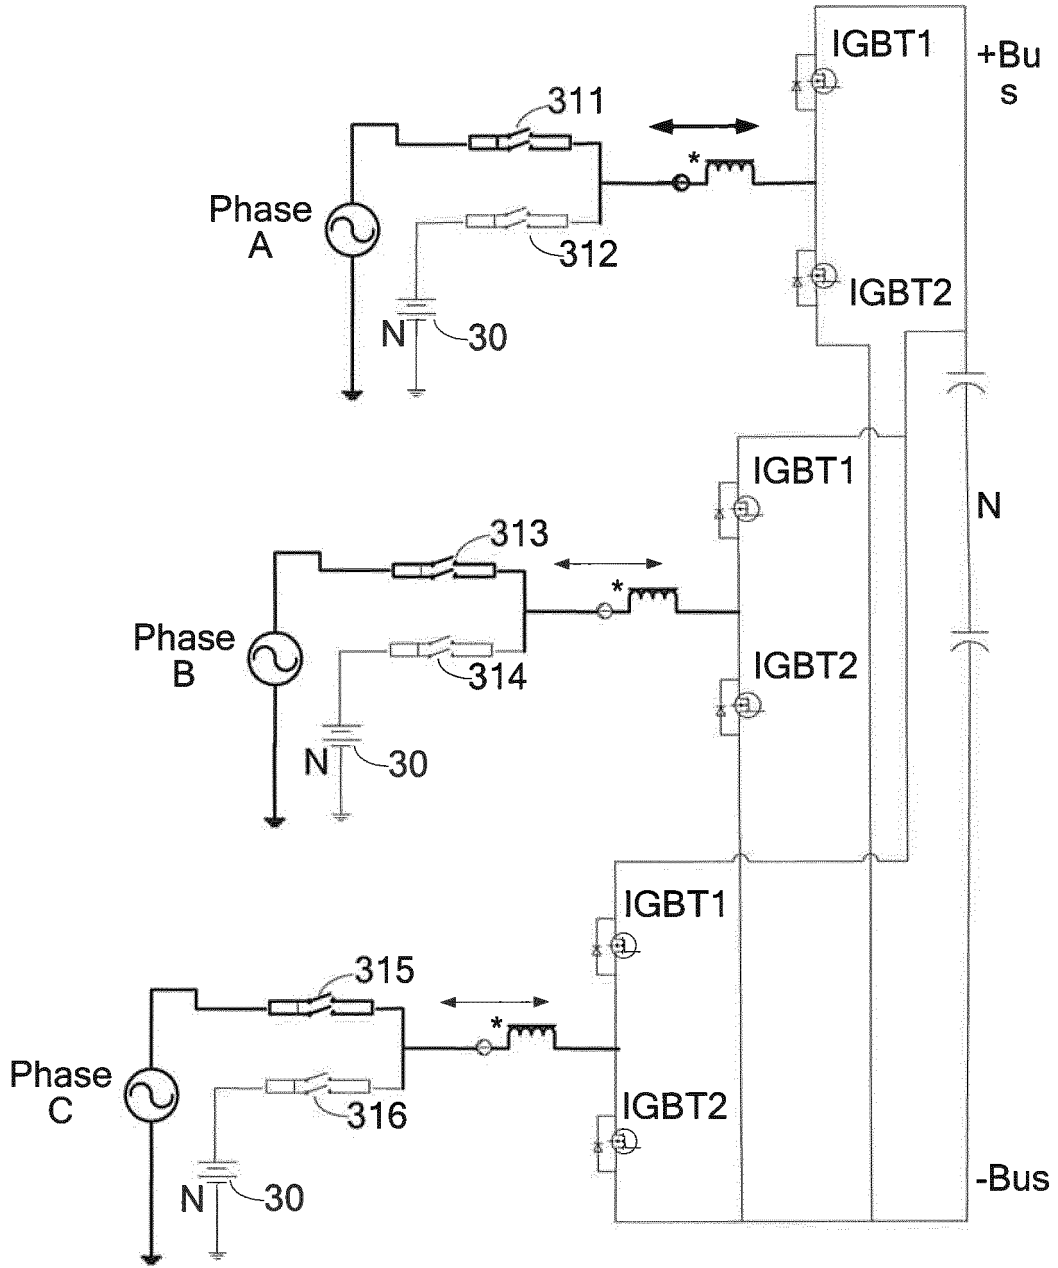 IGBT1
+Bu
s
311
*
Phase
A
312
IGBT2
N
30
IGBT1
N
313
*
Phase
B
314
IGBT2
N
30
IGBT1
315
*
Phase
C
316
IGBT2
N
30
-Bus